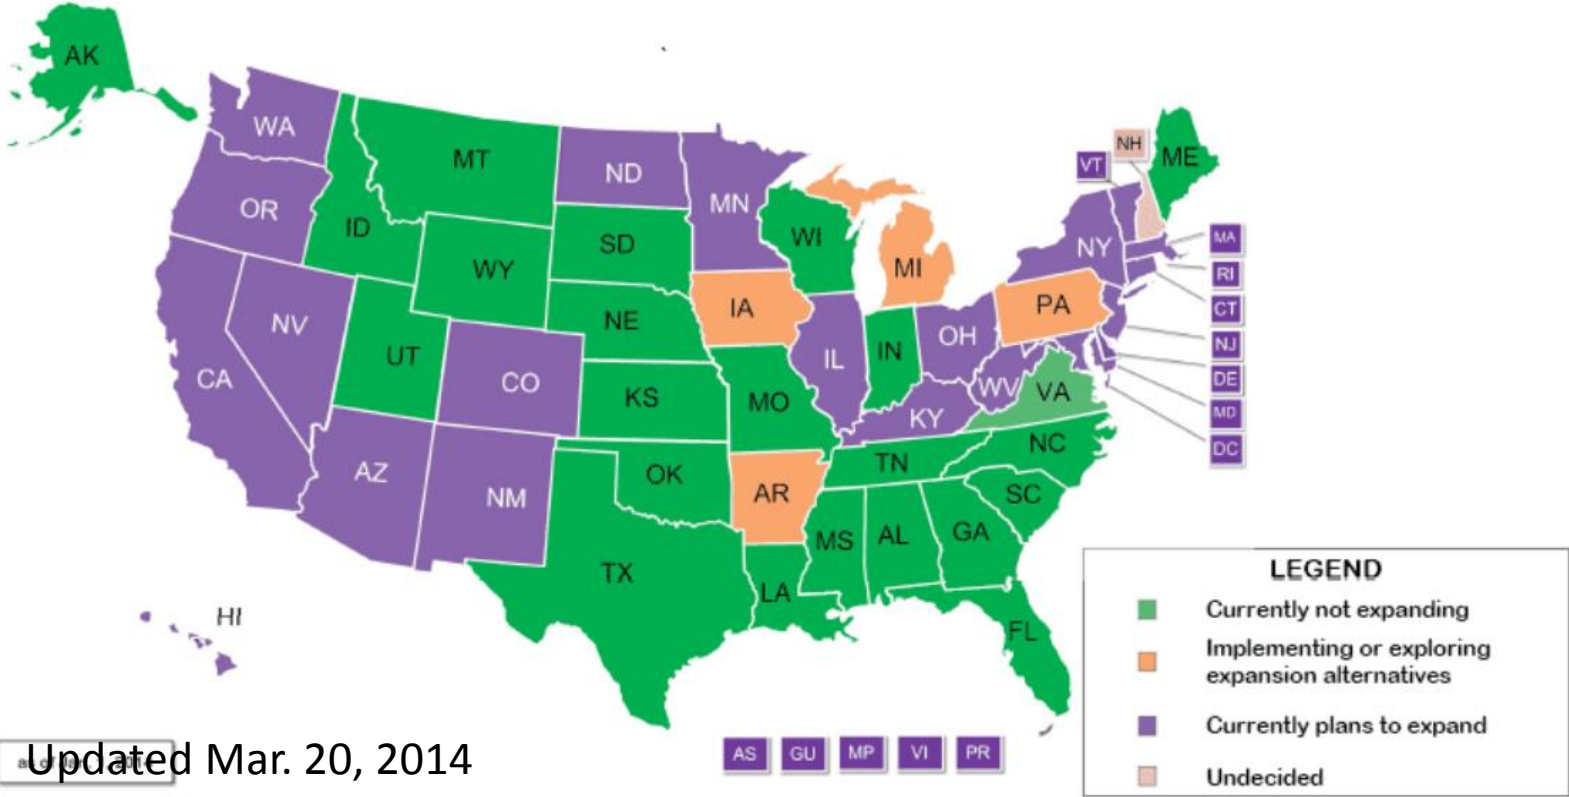 AK
WA
MT
ND
MN
VT
NH
ME
OR
ID
SD
WI
NY
MA
WY
MI
RI
IA
PA
CT
NV
NE
OH
NJ
UT
IL
IN
DE
CA
CO
WV
VA
MD
KS
MO
KY
DC
AZ
OK
TN
NC
NM
AR
SC
MS
AL
GA
TX
LA
HI
FL
LEGEND
Currently not expanding
Implementing or exploring
expansion alternatives
Currently plans to expand
Undecided
Updated Mar. 20, 2014
AS
GU
MP
VI
PR